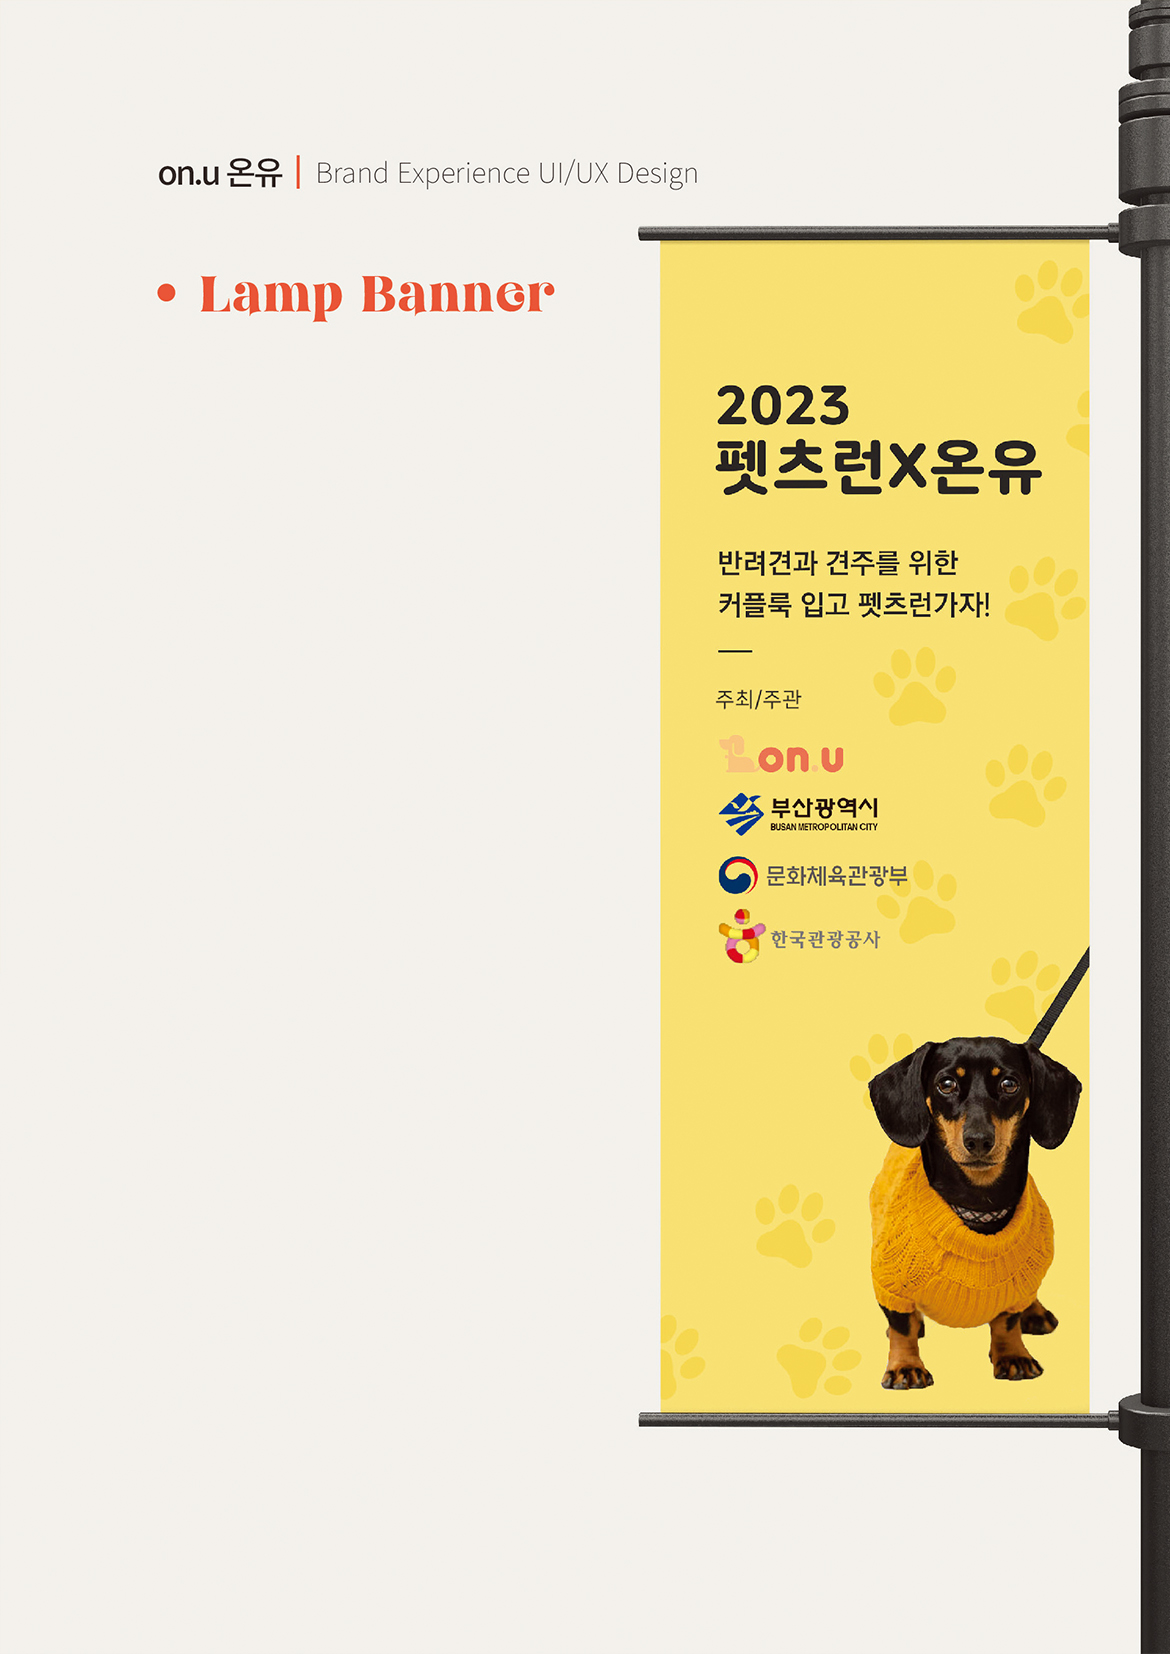 on.u 온유 | Brand Experience UI/UX Design
• Lamp Banner
2023
펫츠런X온유
반려견과 견주를 위한
커플룩 입고 펫츠런가자!
주최/주관
on.u
부산광역시
BUSAN METROPOLITAN CITY
문화체육관광부
한국관광공사